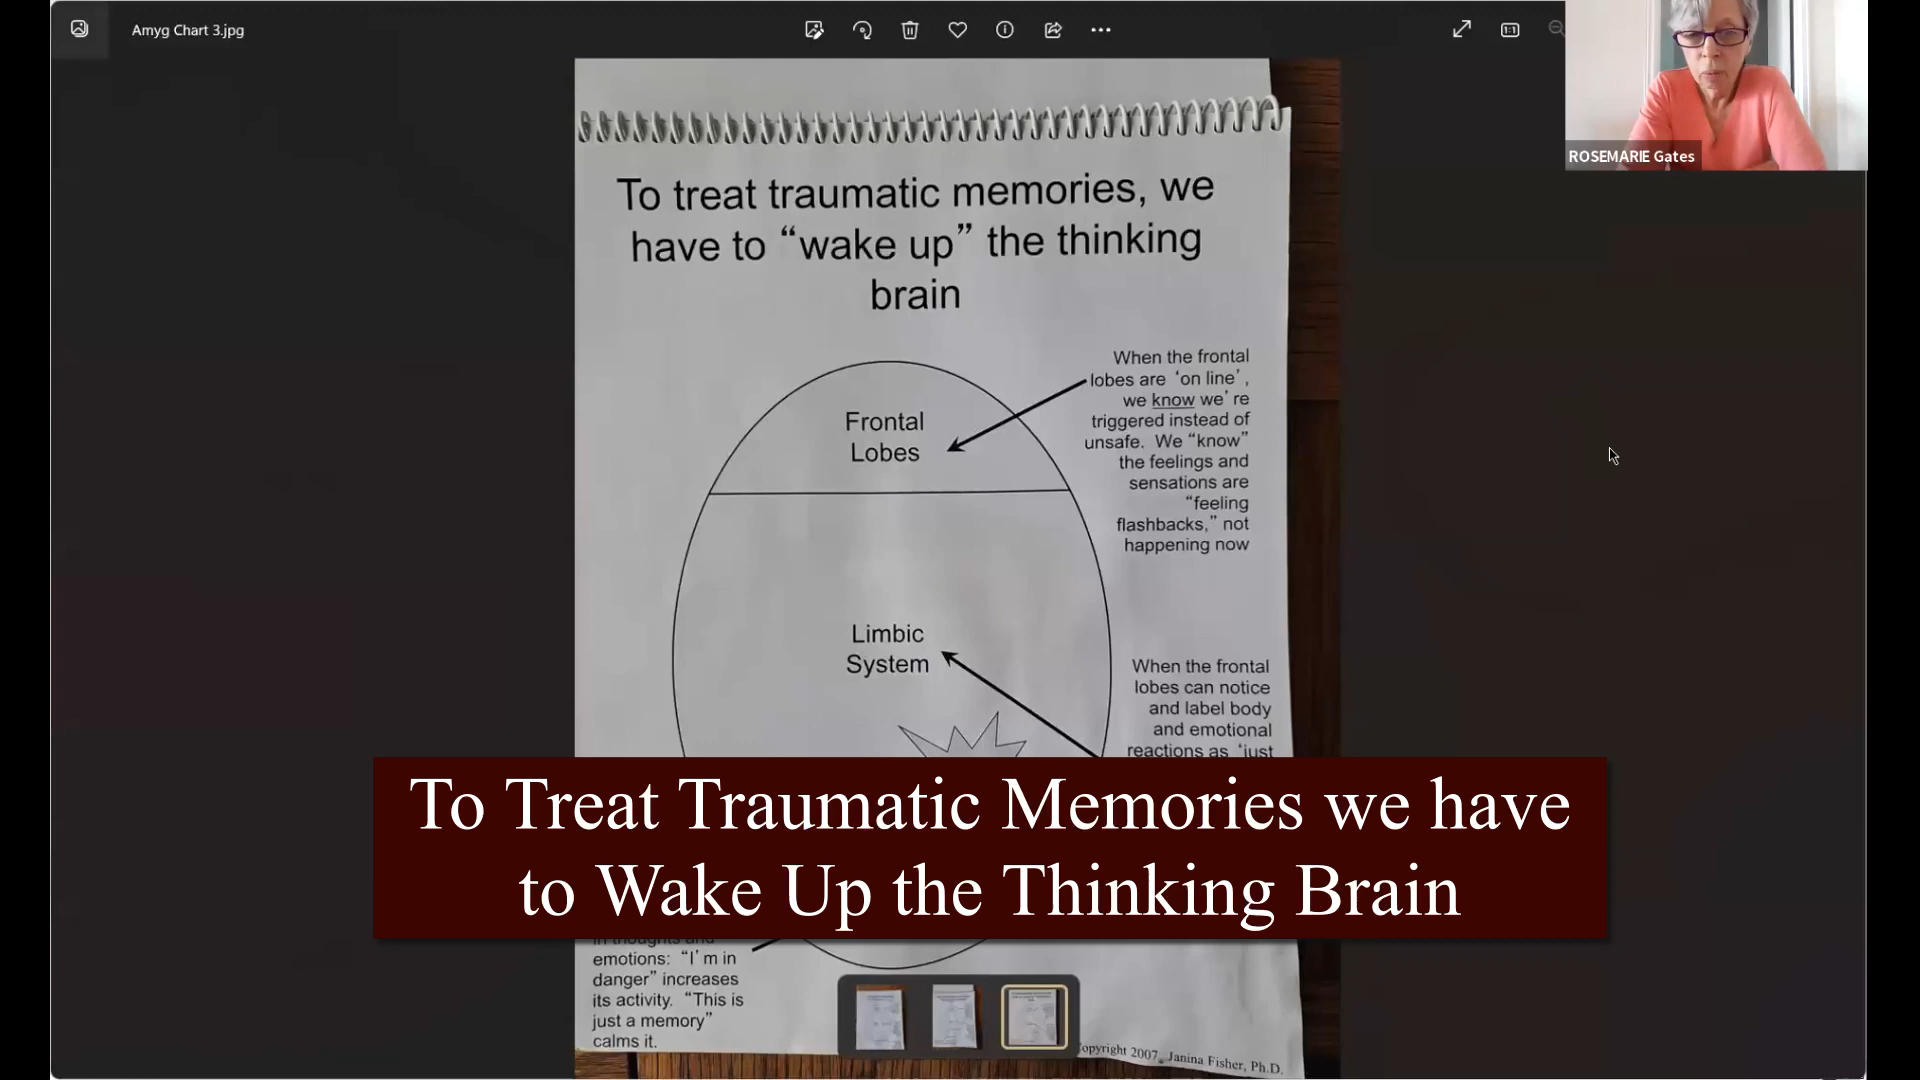 Amyg Chart 3.jpg
ROSEMARIE Gates
To treat traumatic memories, we
have to “wake up” the thinking
brain
Frontal
Lobes
When the frontal
lobes are ‘on line’,
we know we’re
triggered instead of
unsafe. We “know”
the feelings and
sensations are
“feeling
flashbacks,” not
happening now
Limbic
System
When the frontal
lobes can notice
and label body
and emotional
reactions as ‘just
To Treat Traumatic Memories we have
to Wake Up the Thinking Brain
in thoughts and
emotions: “I’m in
danger” increases
its activity. “This is
just a memory”
calms it.
opyright 2007, Janina Fisher, Ph.D.